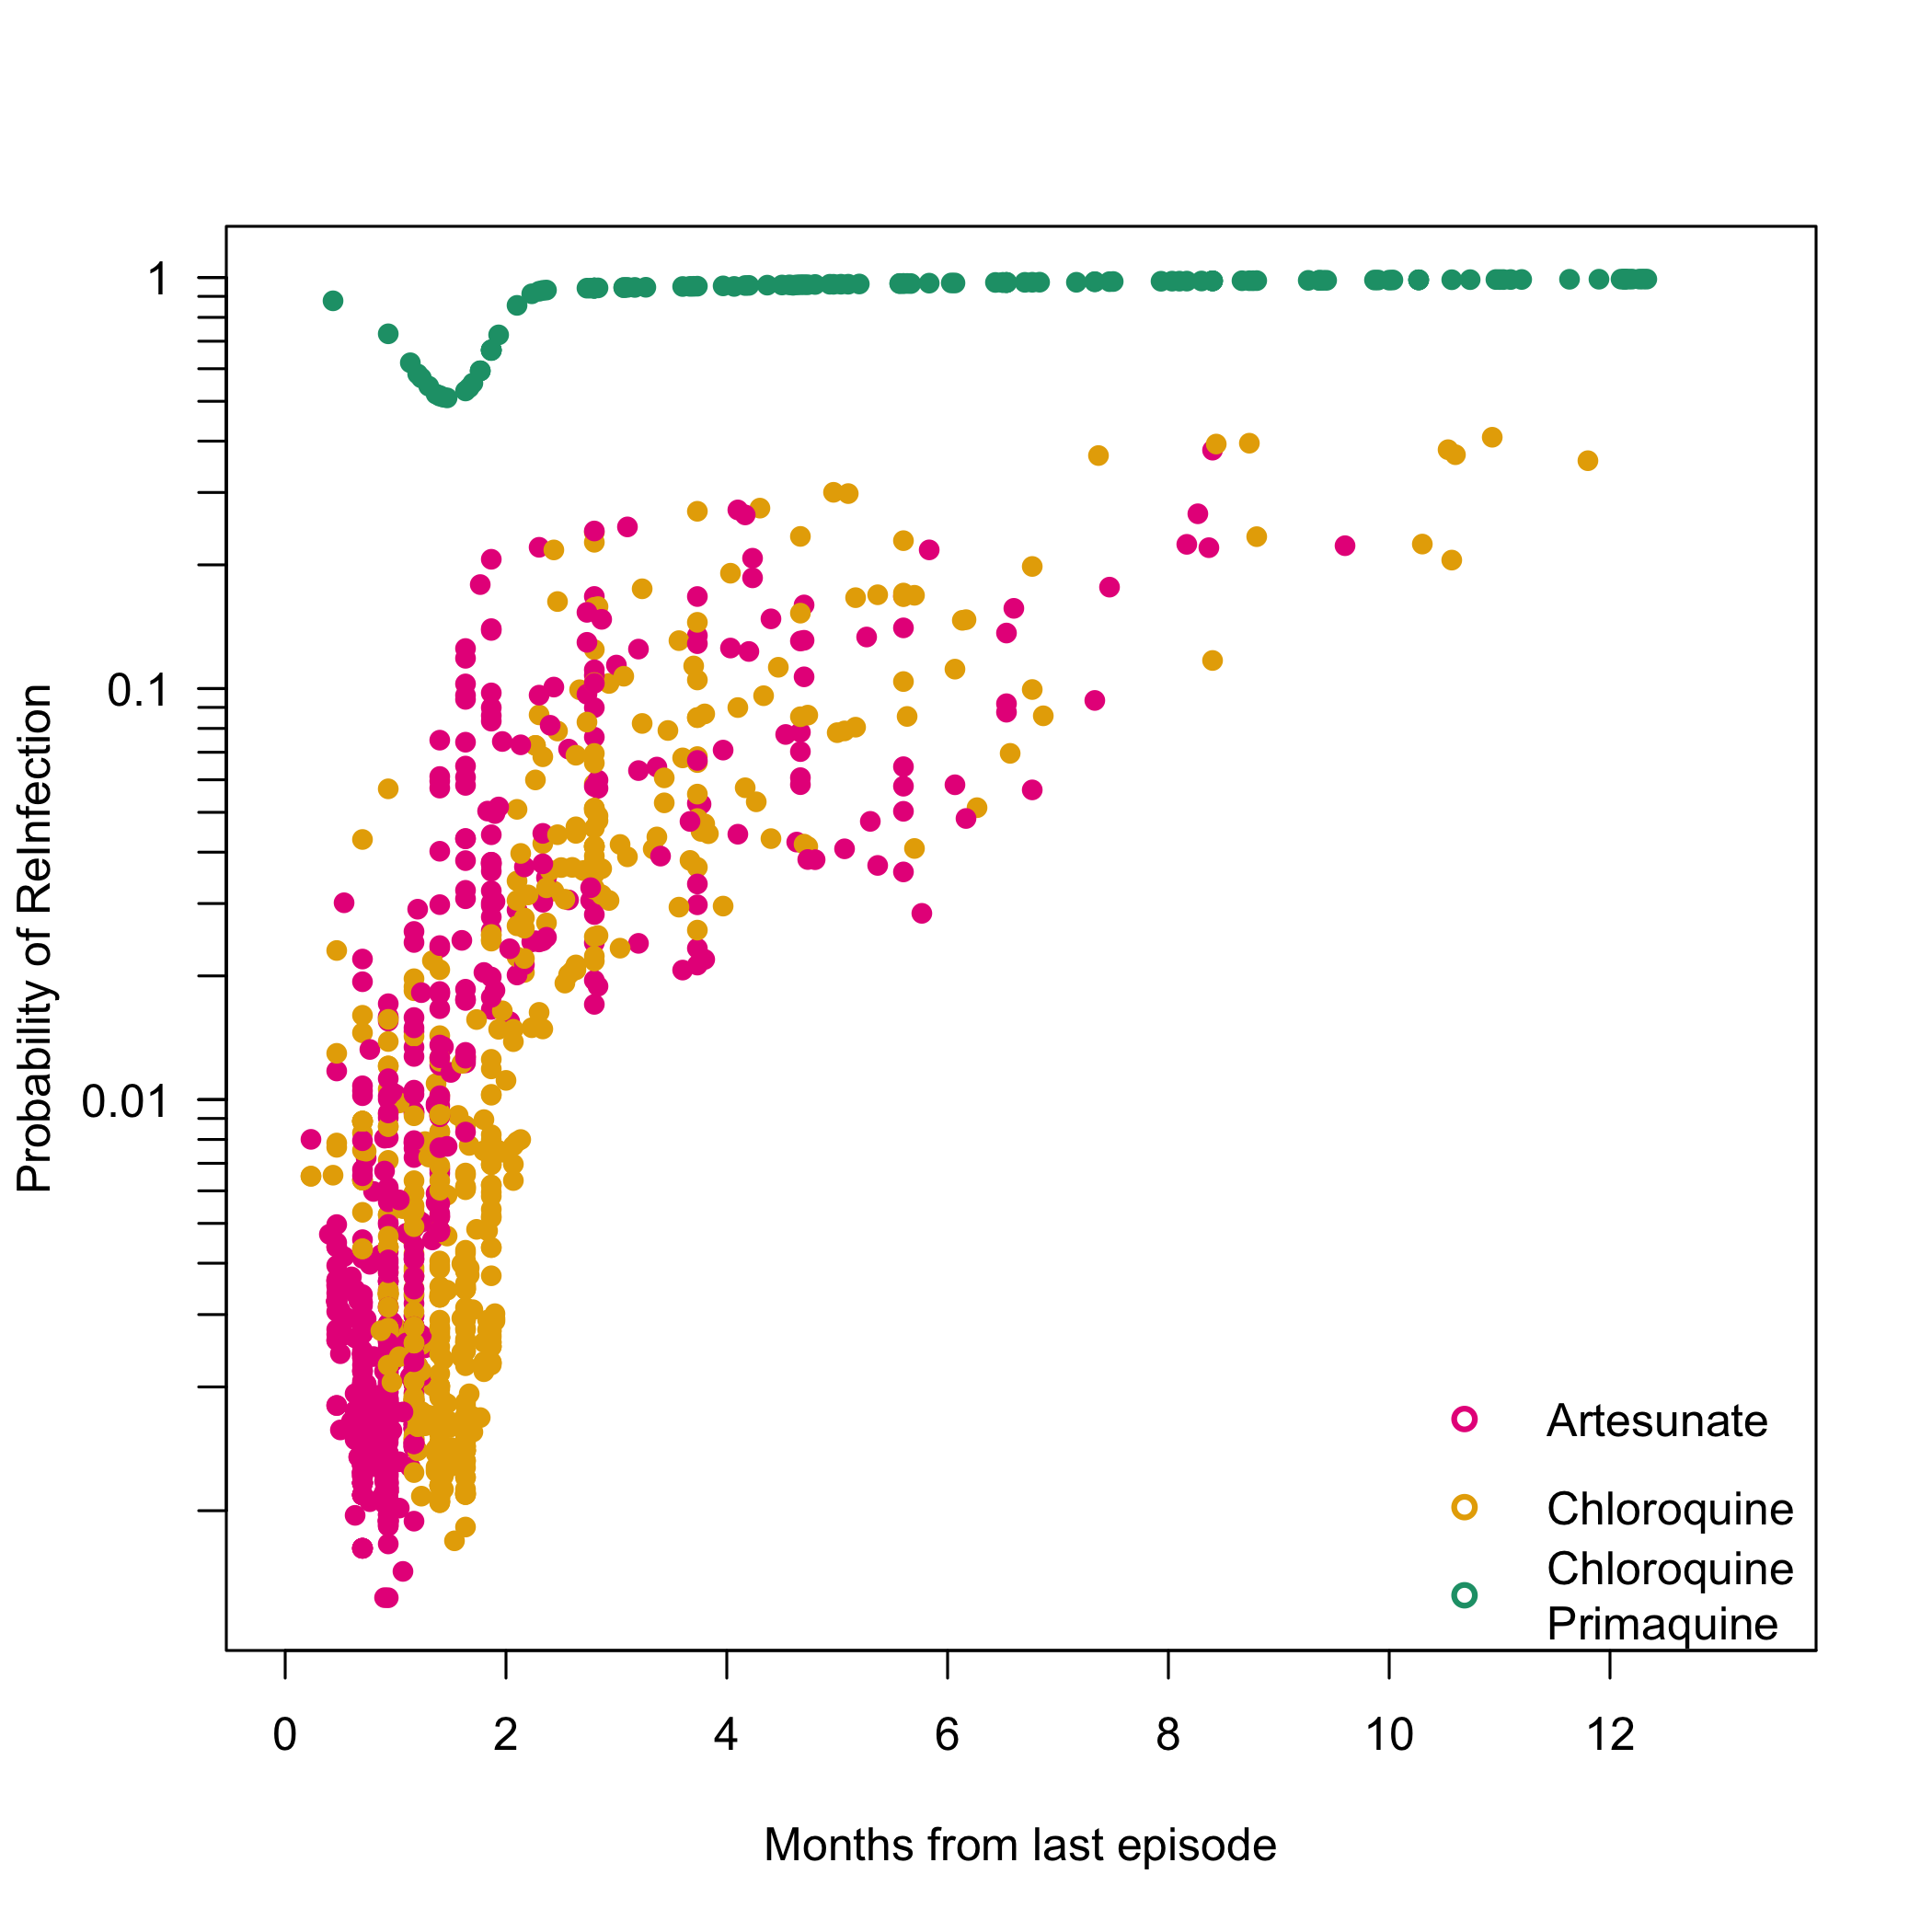 Probability of ReInfection
1
0.1
0.01
Artesunate
Chloroquine
Chloroquine
Primaquine
0 2 4 6 8 10 12
Months from last episode